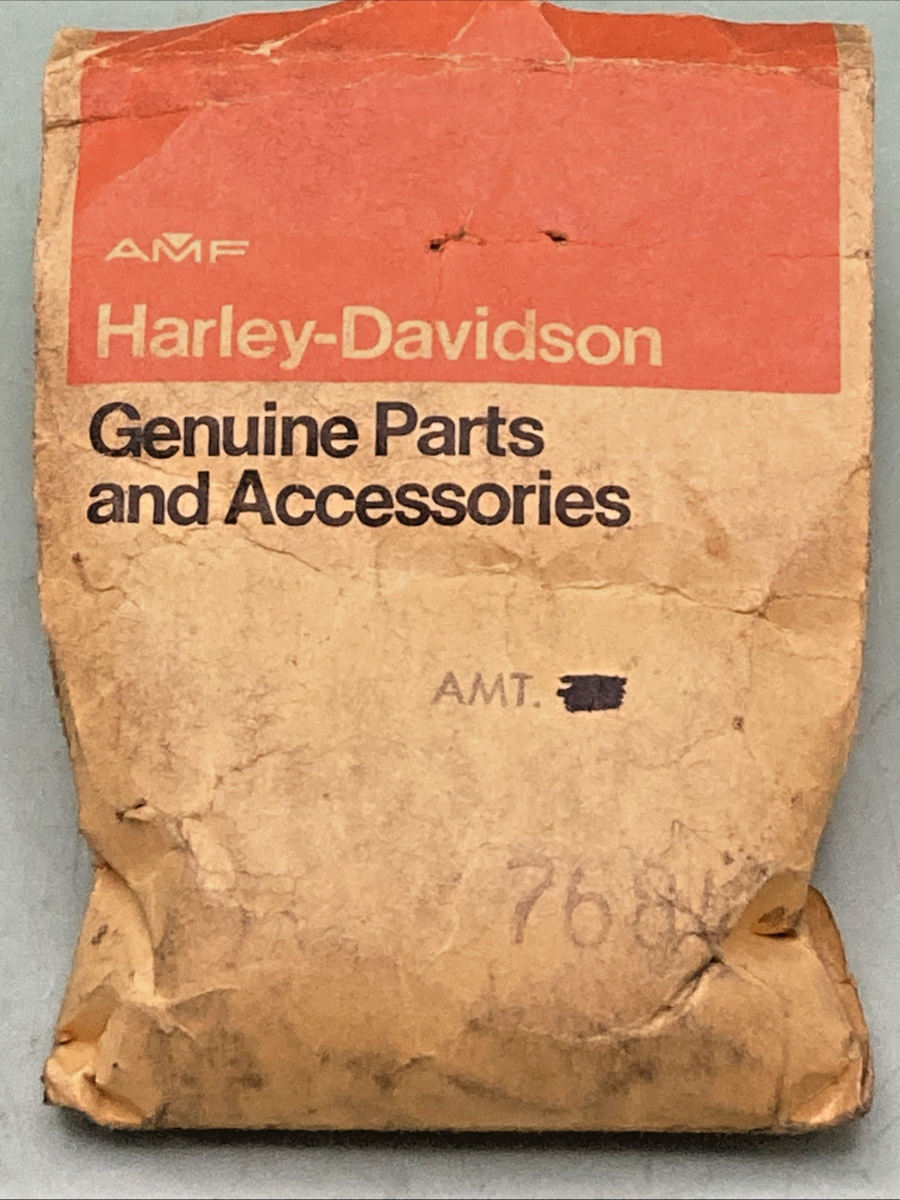 AMF
Harley-Davidson
Genuine Parts
and Accessories
AMT.